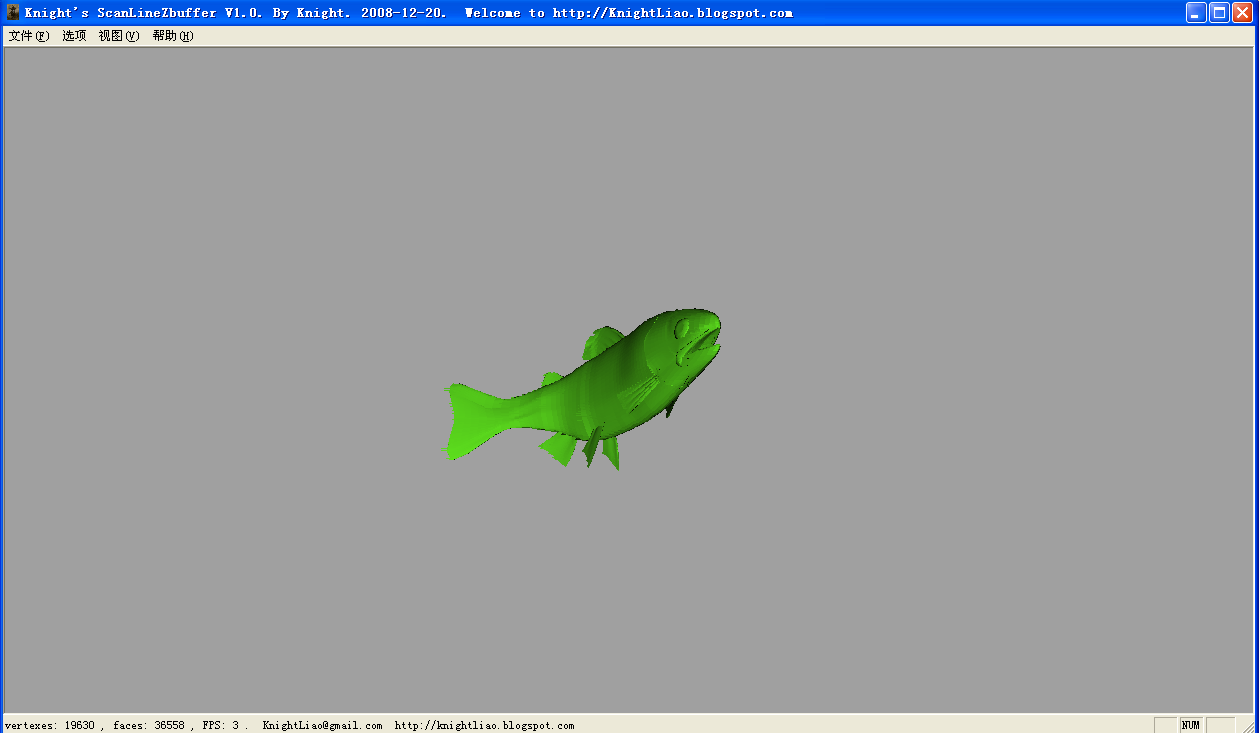 Knight's ScanLineZbuffer V1.0. By Knight. 2008-12-20. Welcome to http://KnightLiao.blogspot.com
文件(F) 选项 视图(V) 帮助(H)
vertexes: 19630 , faces: 36558 , FPS: 3 . KnightLiao@gmail.com http://knightliao.blogspot.com NUM